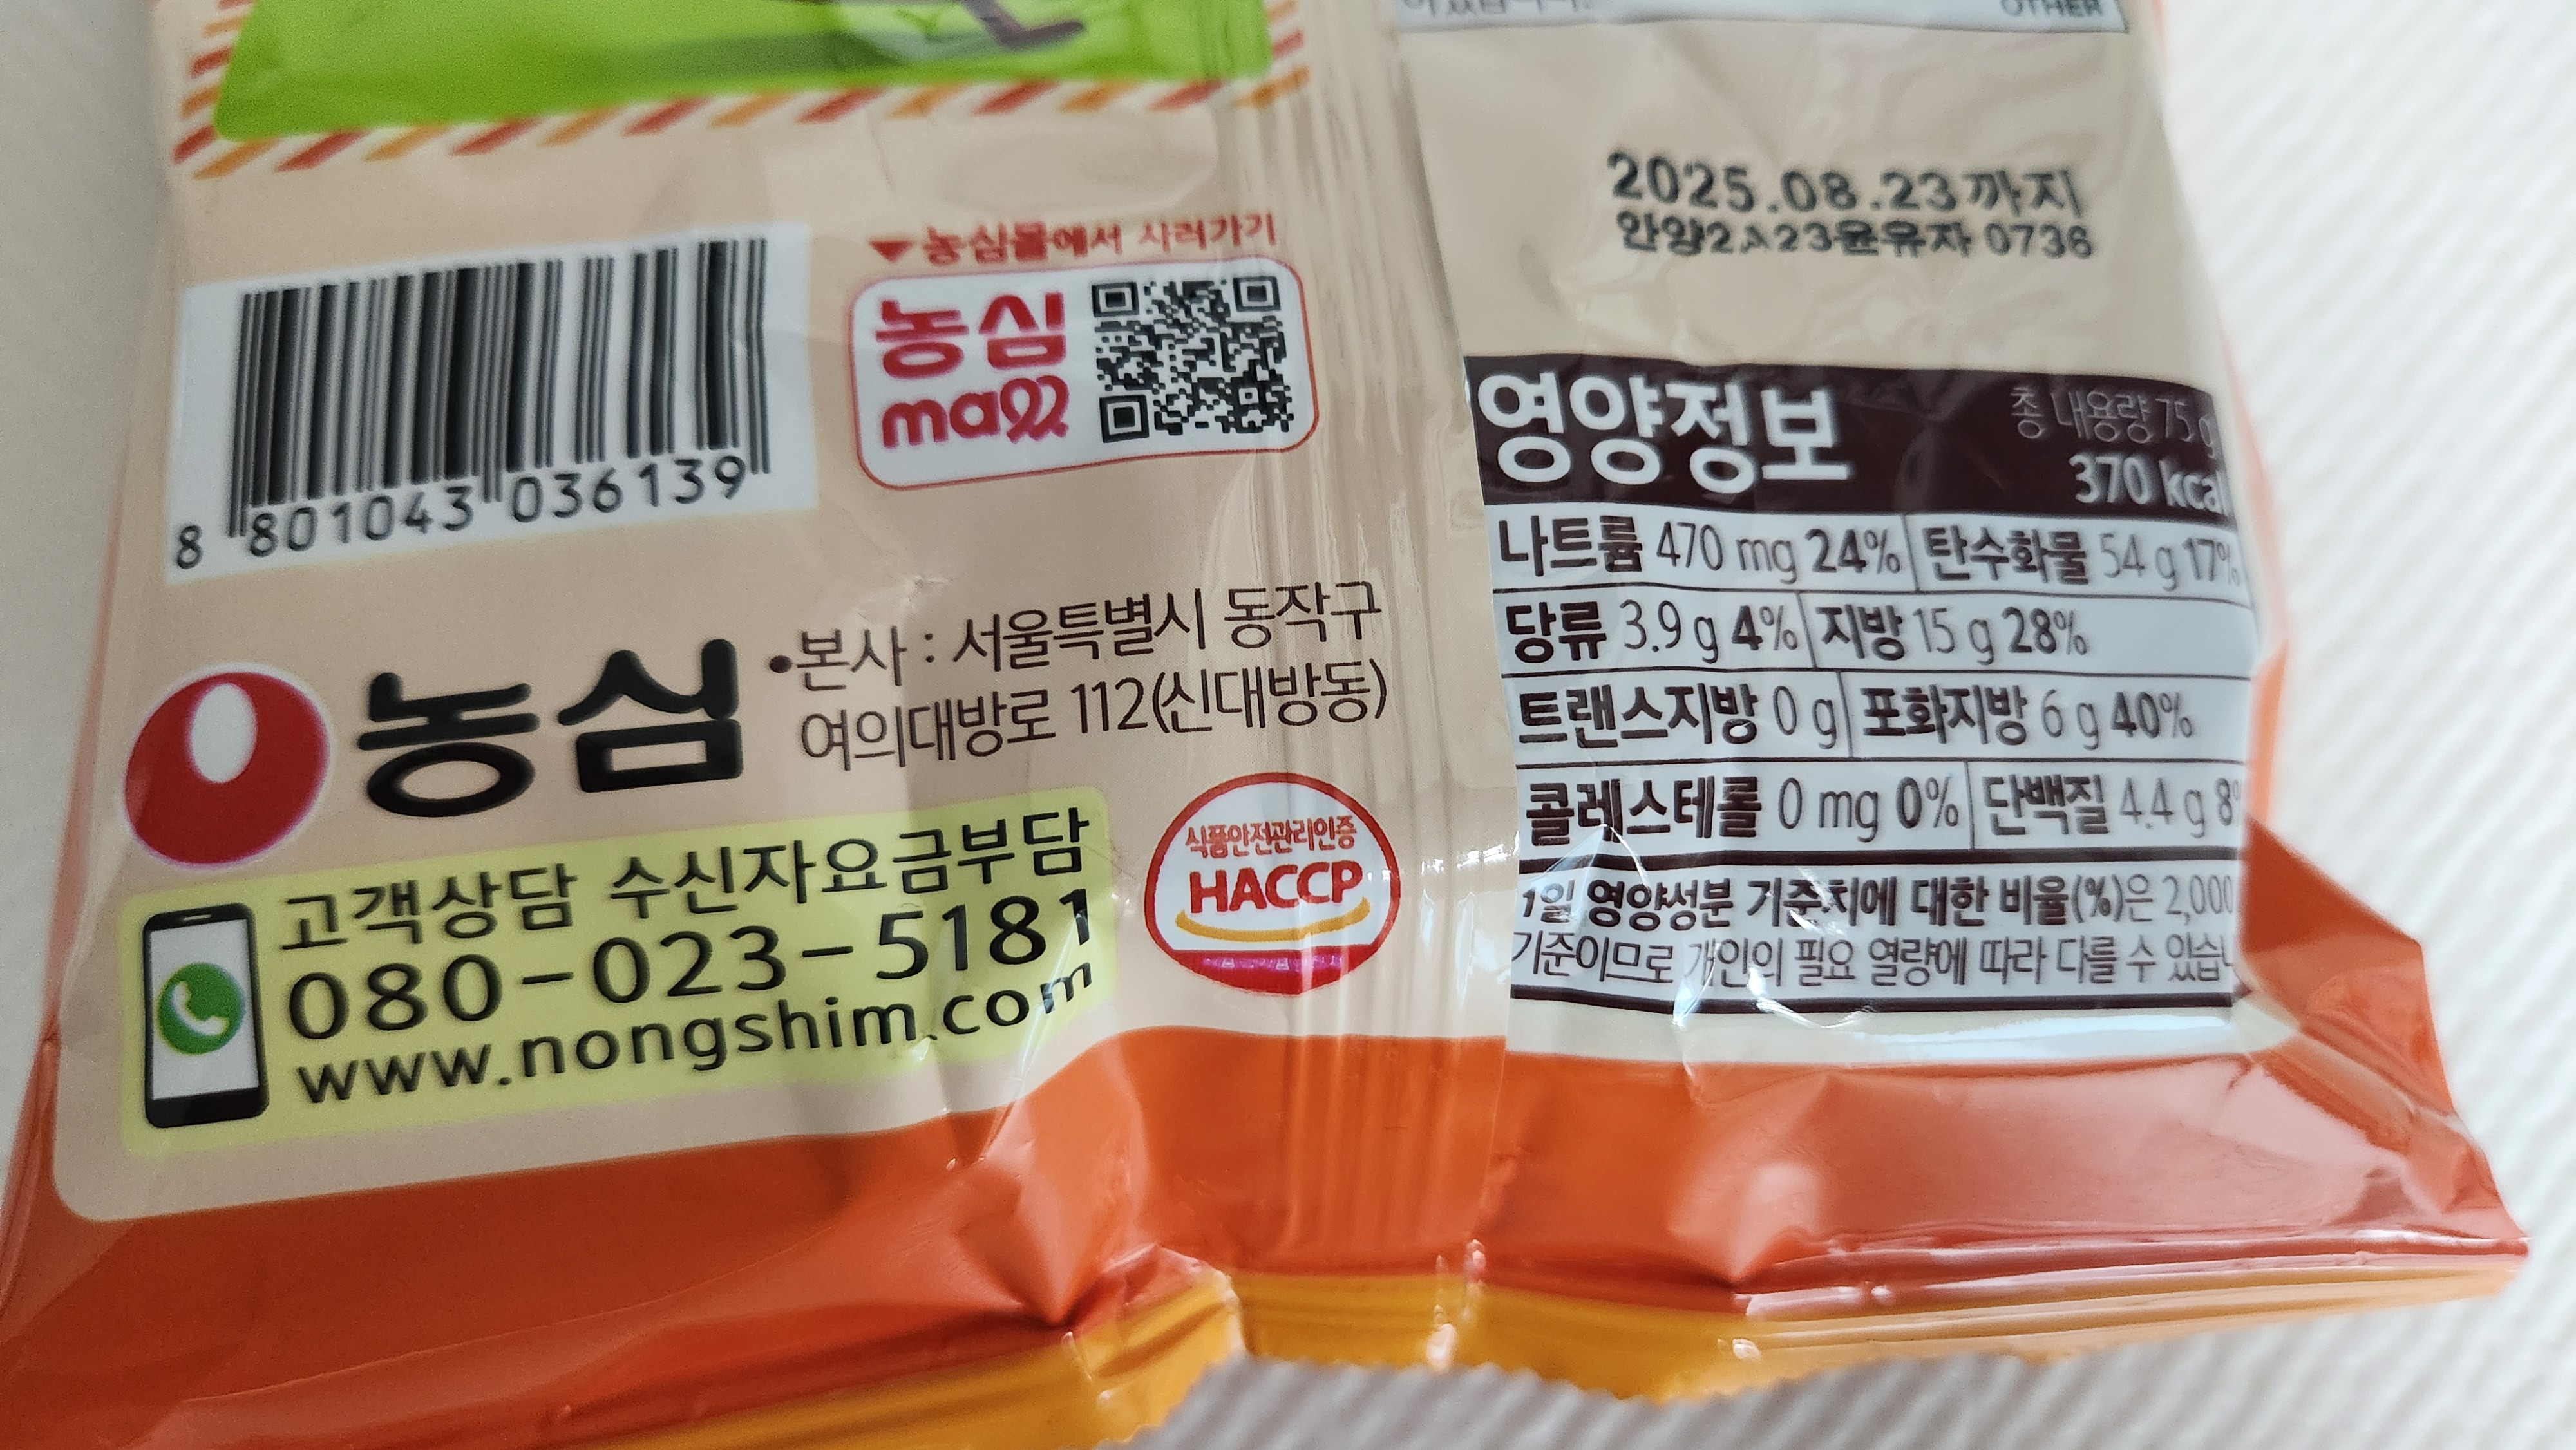 OTHER
2025.08.23까지
안양2A23윤유자 0736
▼농심몰에서 사러가기
농심
mall
8 801043 036139
영양정보
총 내용량 75 g
370 kcal
나트륨 470 mg 24% 탄수화물 54 g 17%
당류 3.9 g 4% 지방 15 g 28%
트랜스지방 0 g 포화지방 6 g 40%
콜레스테롤 0 mg 0% 단백질 4.4 g 8
1일 영양성분 기준치에 대한 비율(%)은 2,000
기준이므로 개인의 필요 열량에 따라 다를 수 있습
농심
•본사 : 서울특별시 동작구
여의대방로 112(신대방동)
고객상담 수신자요금부담
080-023-5181
www.nongshim.com
식품안전관리인증
HACCP